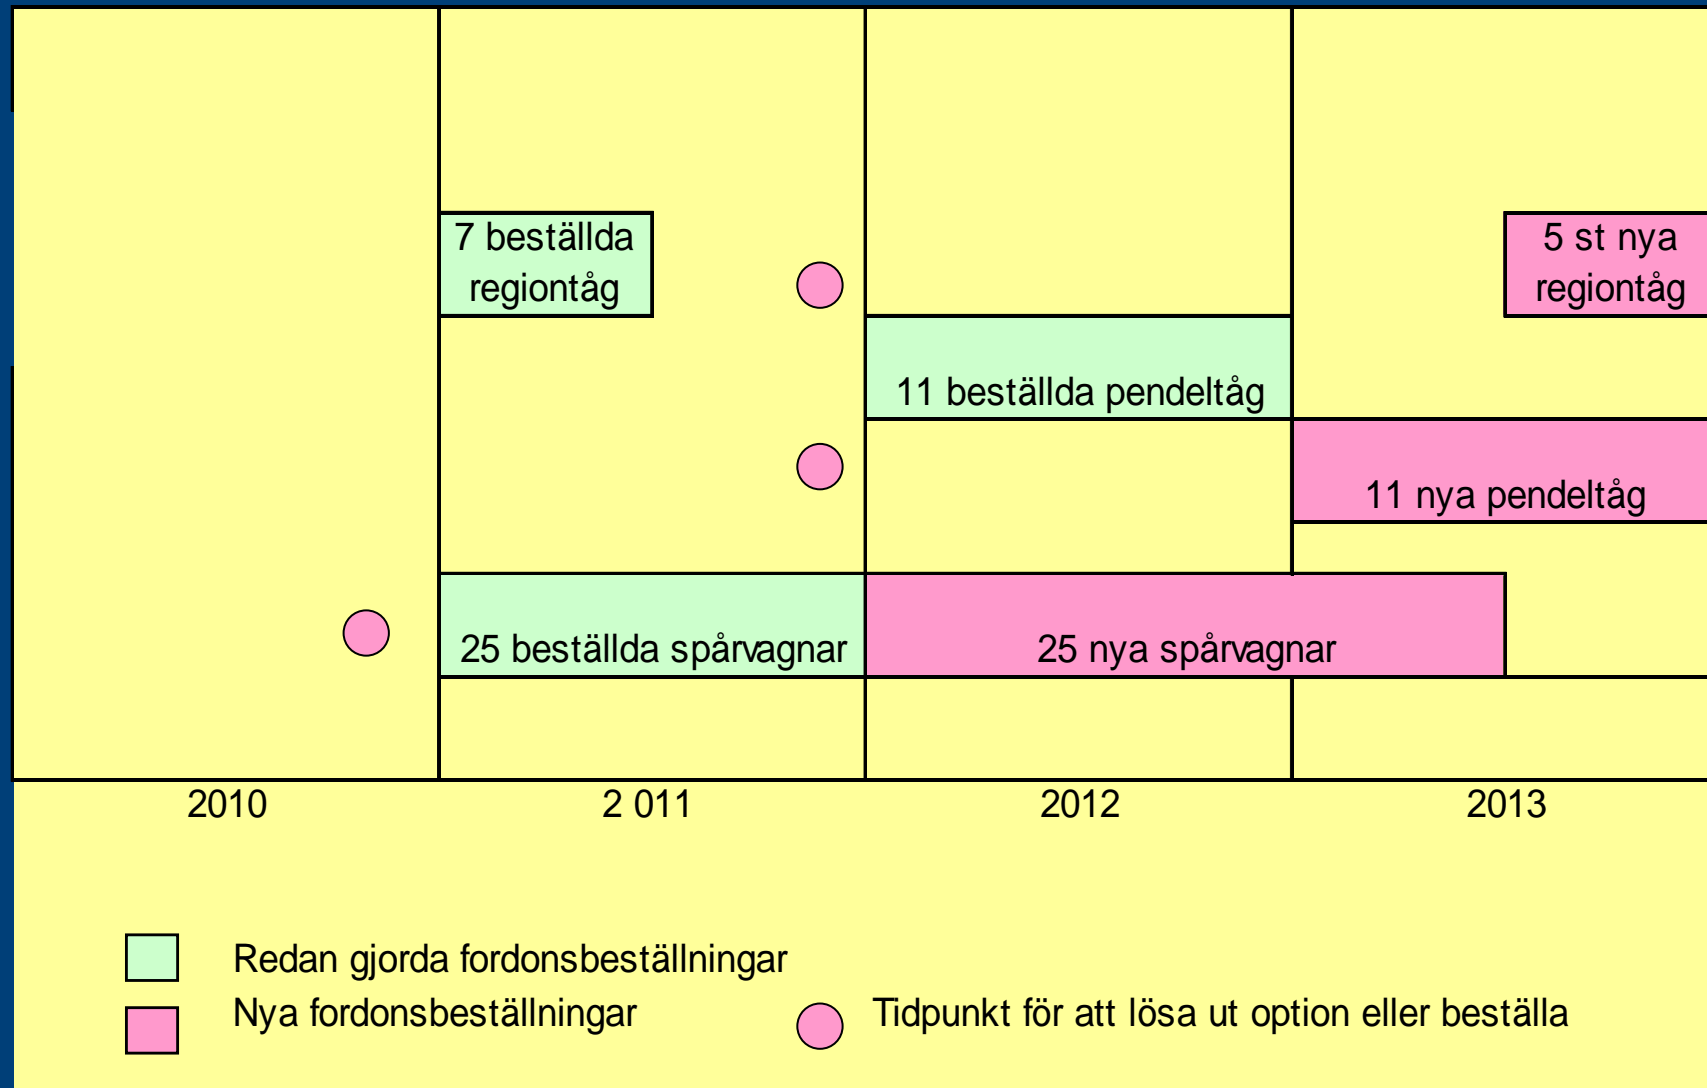 7 beställda
regiontåg
5 st nya
regiontåg
11 beställda pendeltåg
11 nya pendeltåg
25 beställda spårvagnar
25 nya spårvagnar
2010
2 011
2012
2013
Redan gjorda fordonsbeställningar
Nya fordonsbeställningar
Tidpunkt för att lösa ut option eller beställa